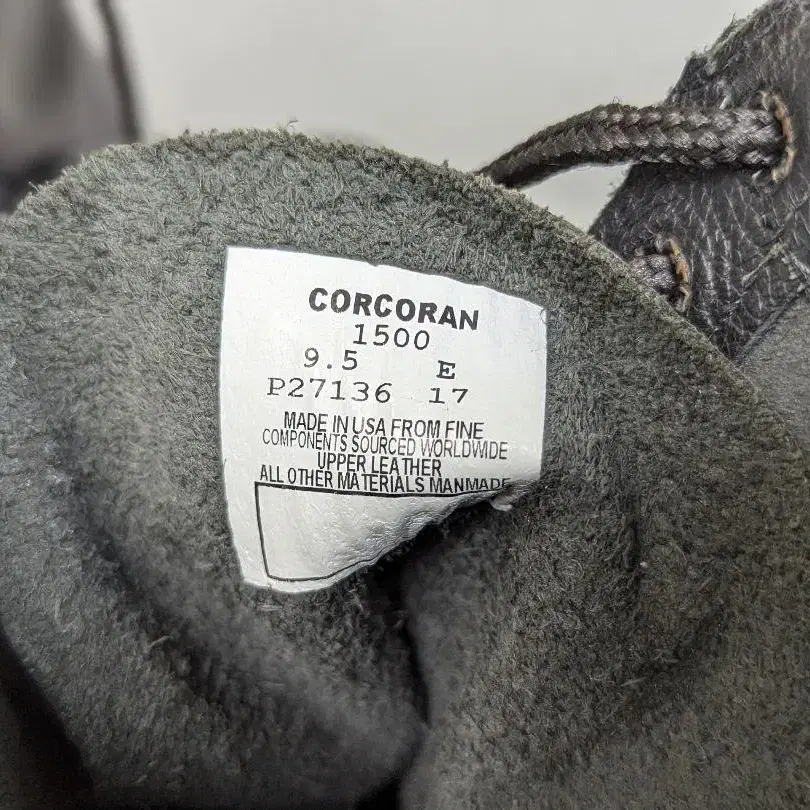 CORCORAN
1500
9.5 E
P27136 17
MADE IN USA FROM FINE
COMPONENTS SOURCED WORLDWIDE
UPPER LEATHER
ALL OTHER MATERIALS MANMADE